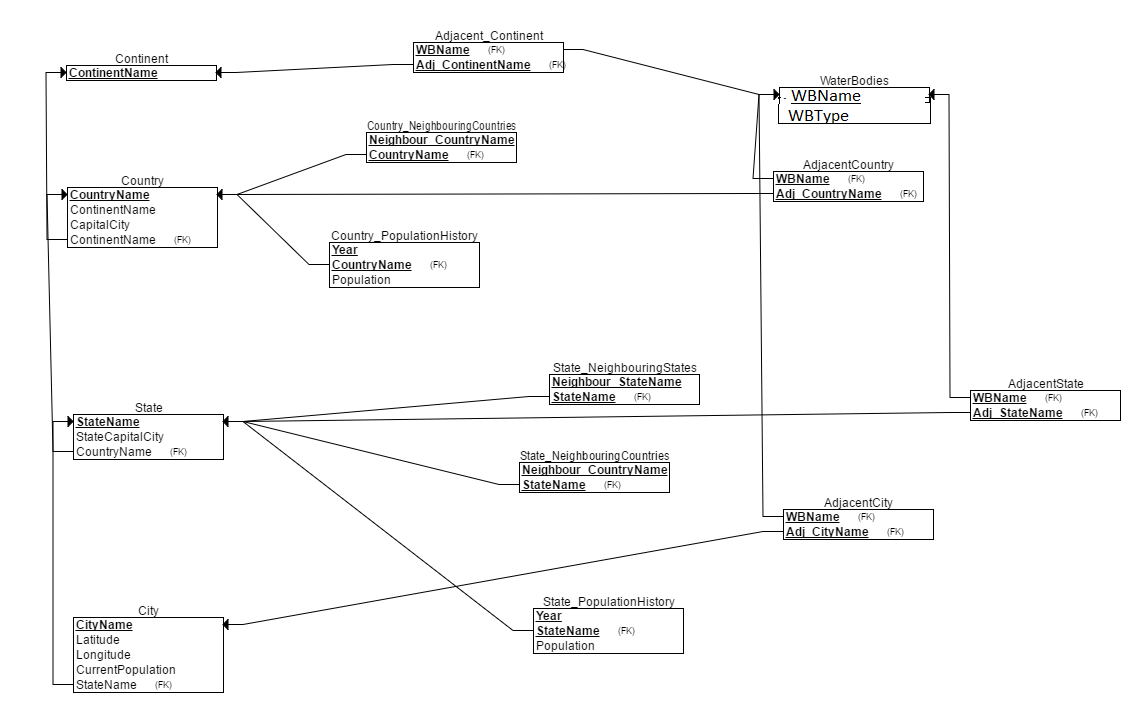 Adjacent_Continent
WBName (FK)
Adj_ContinentName (FK)
Continent
ContinentName
WaterBodies
WBName
WBType
Country_NeighbouringCountries
Neighbour_CountryName
CountryName (FK)
AdjacentCountry
WBName (FK)
Adj_CountryName (FK)
Country
CountryName
ContinentName
CapitalCity
ContinentName (FK)
Country_PopulationHistory
Year
CountryName (FK)
Population
State_NeighbouringStates
Neighbour_StateName
StateName (FK)
AdjacentState
WBName (FK)
Adj_StateName (FK)
State
StateName
StateCapitalCity
CountryName (FK)
State_NeighbouringCountries
Neighbour_CountryName
StateName (FK)
AdjacentCity
WBName (FK)
Adj_CityName (FK)
City
CityName
Latitude
Longitude
CurrentPopulation
StateName (FK)
State_PopulationHistory
Year
StateName (FK)
Population